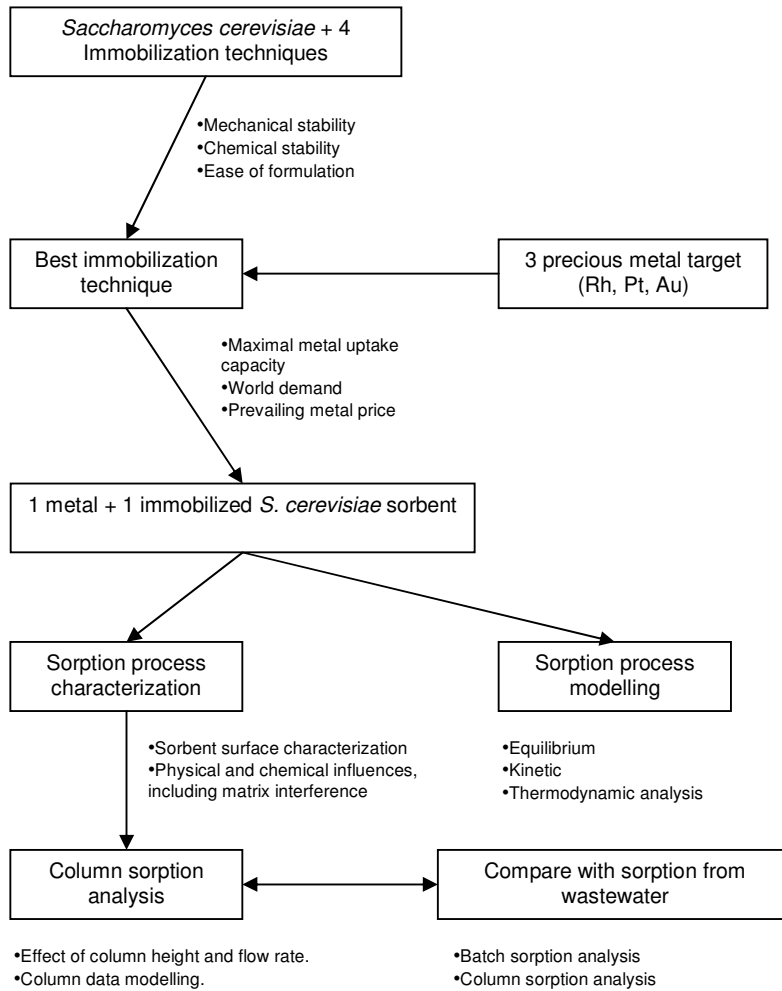 Saccharomyces cerevisiae + 4
Immobilization techniques
•Mechanical stability
•Chemical stability
•Ease of formulation
Best immobilization
technique
3 precious metal target
(Rh, Pt, Au)
•Maximal metal uptake
capacity
•World demand
•Prevailing metal price
1 metal + 1 immobilized S. cerevisiae sorbent
Sorption process
characterization
Sorption process
modelling
•Sorbent surface characterization
•Physical and chemical influences,
including matrix interference
•Equilibrium
•Kinetic
•Thermodynamic analysis
Column sorption
analysis
Compare with sorption from
wastewater
•Effect of column height and flow rate.
•Column data modelling.
•Batch sorption analysis
•Column sorption analysis